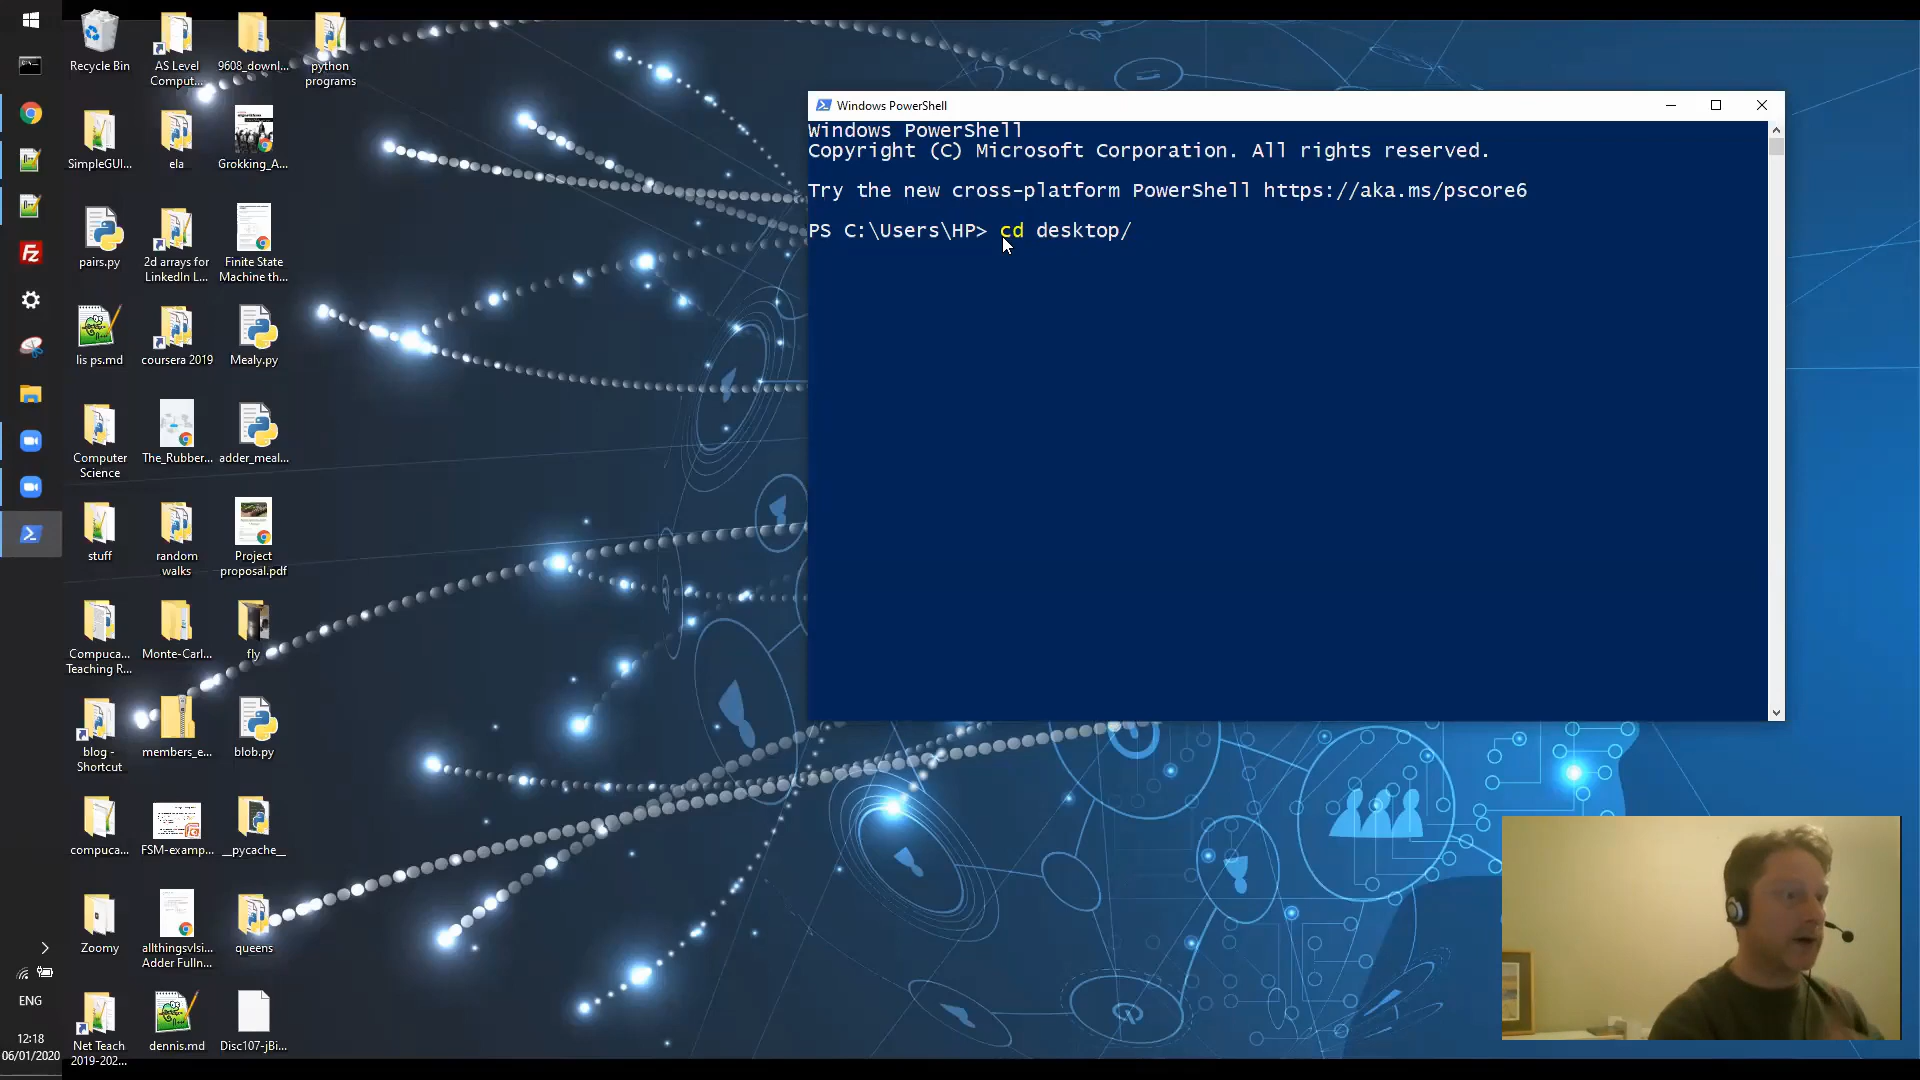 Recycle Bin
AS Level
Comput...
9608_downl...
python
programs
SimpleGUI...
ela
Grokking_A...
pairs.py
2d arrays for
LinkedIn L...
Finite State
Machine th...
lis ps.md
coursera 2019
Mealy.py
Computer
Science
The_Rubber...
adder_meal...
stuff
random
walks
Project
proposal.pdf
Compuca...
Teaching R...
Monte-Carl...
fly
blog -
Shortcut
members_e...
blob.py
compuca...
FSM-examp...
__pycache__
Zoomy
allthingsvlsi...
Adder Fulln...
queens
Net Teach
2019-202...
dennis.md
Disc107-jBi...
ENG
12:18
06/01/2020
Windows PowerShell
Windows PowerShell
Copyright (C) Microsoft Corporation. All rights reserved.
Try the new cross-platform PowerShell https://aka.ms/pscore6
PS C:\Users\HP> cd desktop/